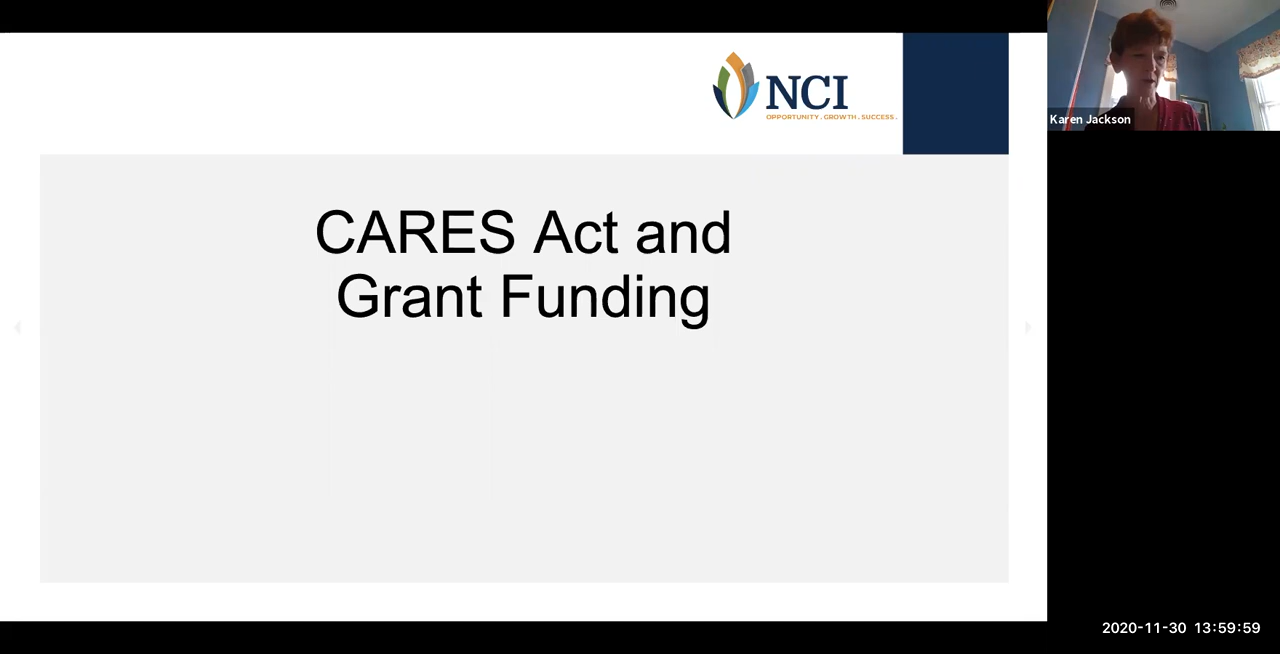 NCI
OPPORTUNITY . GROWTH . SUCCESS .
Karen Jackson
CARES Act and
Grant Funding
2020-11-30 13:59:59